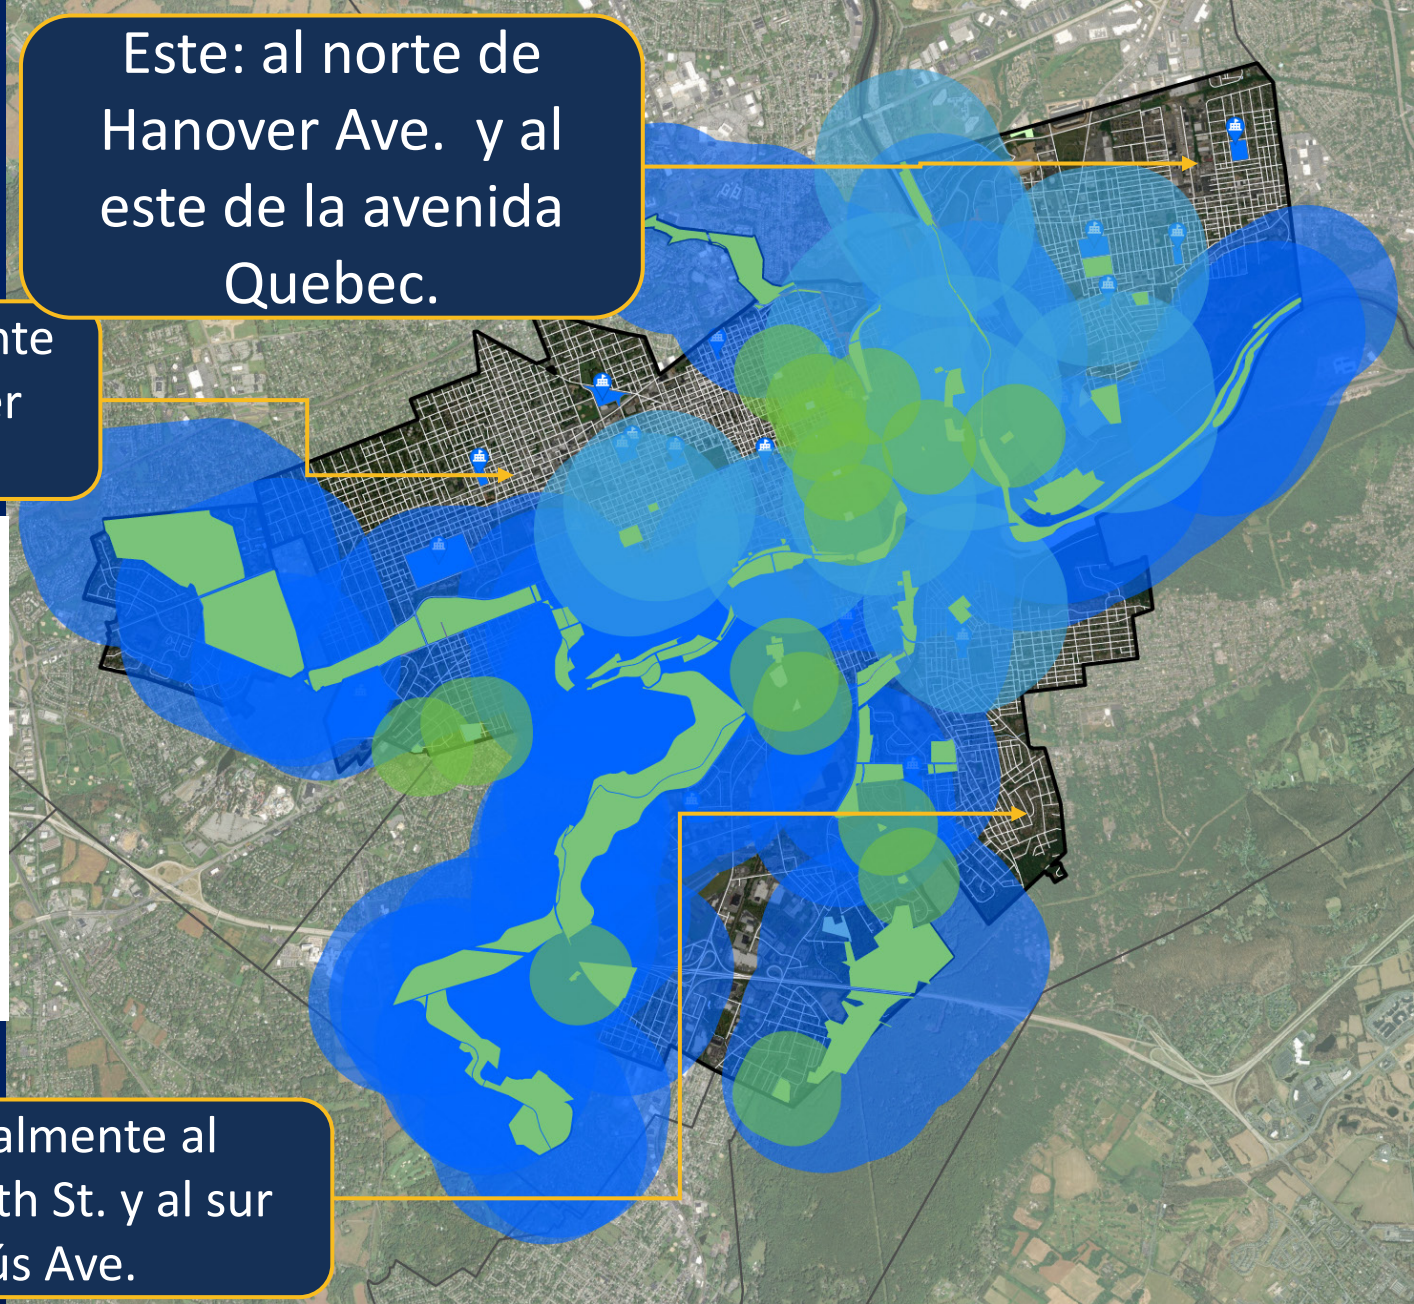 Este: al norte de
Hanover Ave. y al
este de la avenida
Quebec.
nte
er
almente al
th St. y al sur
ús Ave.